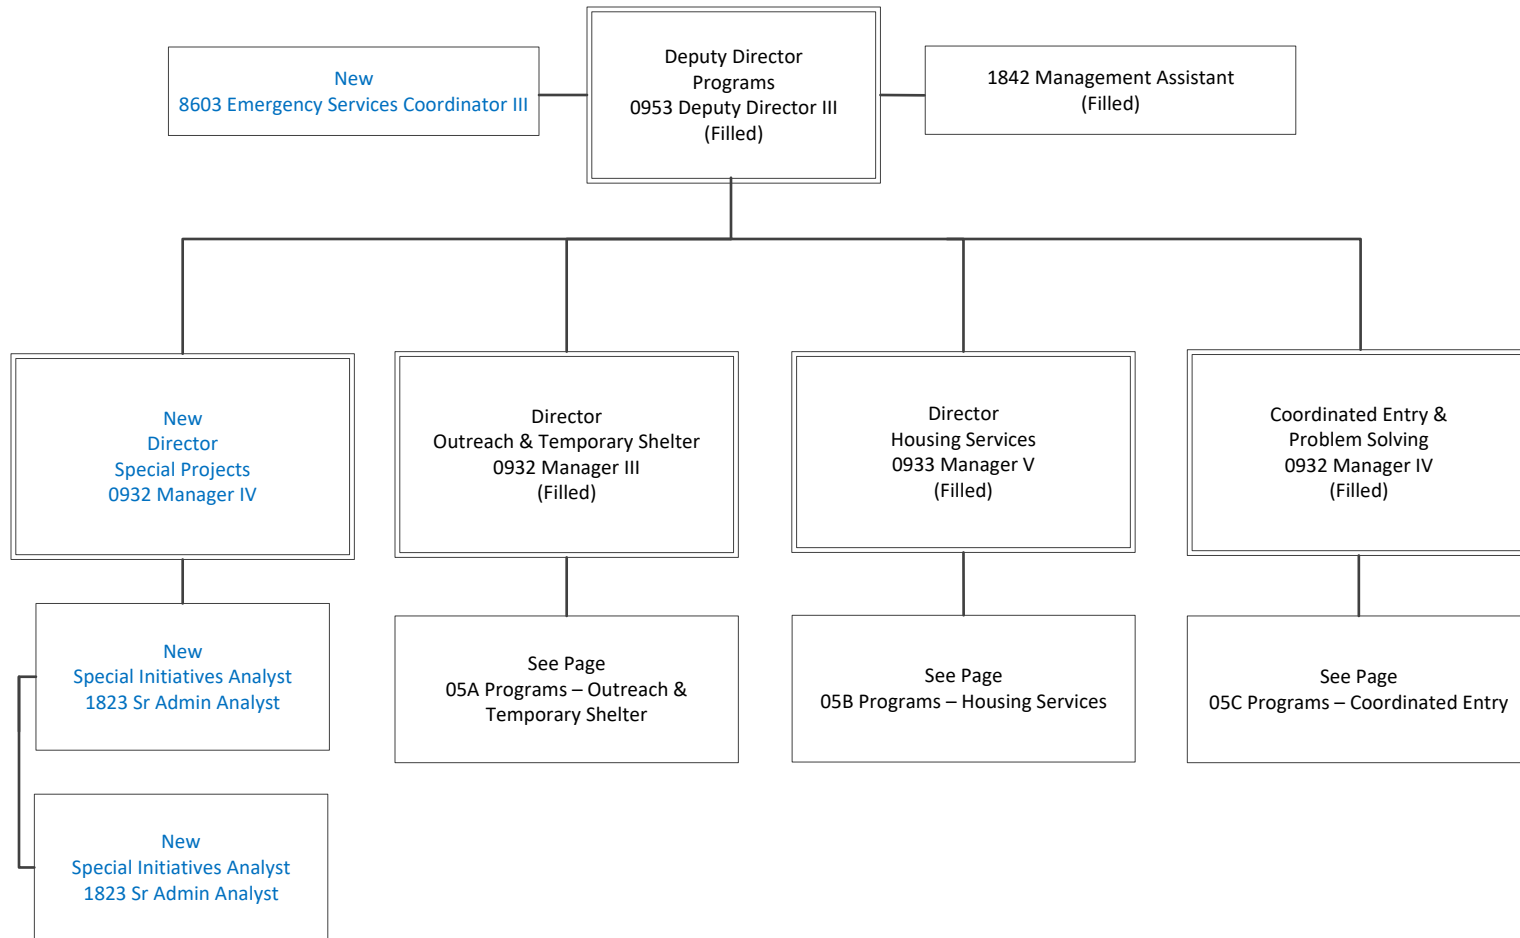 New
8603 Emergency Services Coordinator III
Deputy Director
Programs
0953 Deputy Director III
(Filled)
1842 Management Assistant
(Filled)
New
Director
Special Projects
0932 Manager IV
Director
Outreach & Temporary Shelter
0932 Manager III
(Filled)
Director
Housing Services
0933 Manager V
(Filled)
Coordinated Entry &
Problem Solving
0932 Manager IV
(Filled)
New
Special Initiatives Analyst
1823 Sr Admin Analyst
See Page
05A Programs – Outreach &
Temporary Shelter
See Page
05B Programs – Housing Services
See Page
05C Programs – Coordinated Entry
New
Special Initiatives Analyst
1823 Sr Admin Analyst